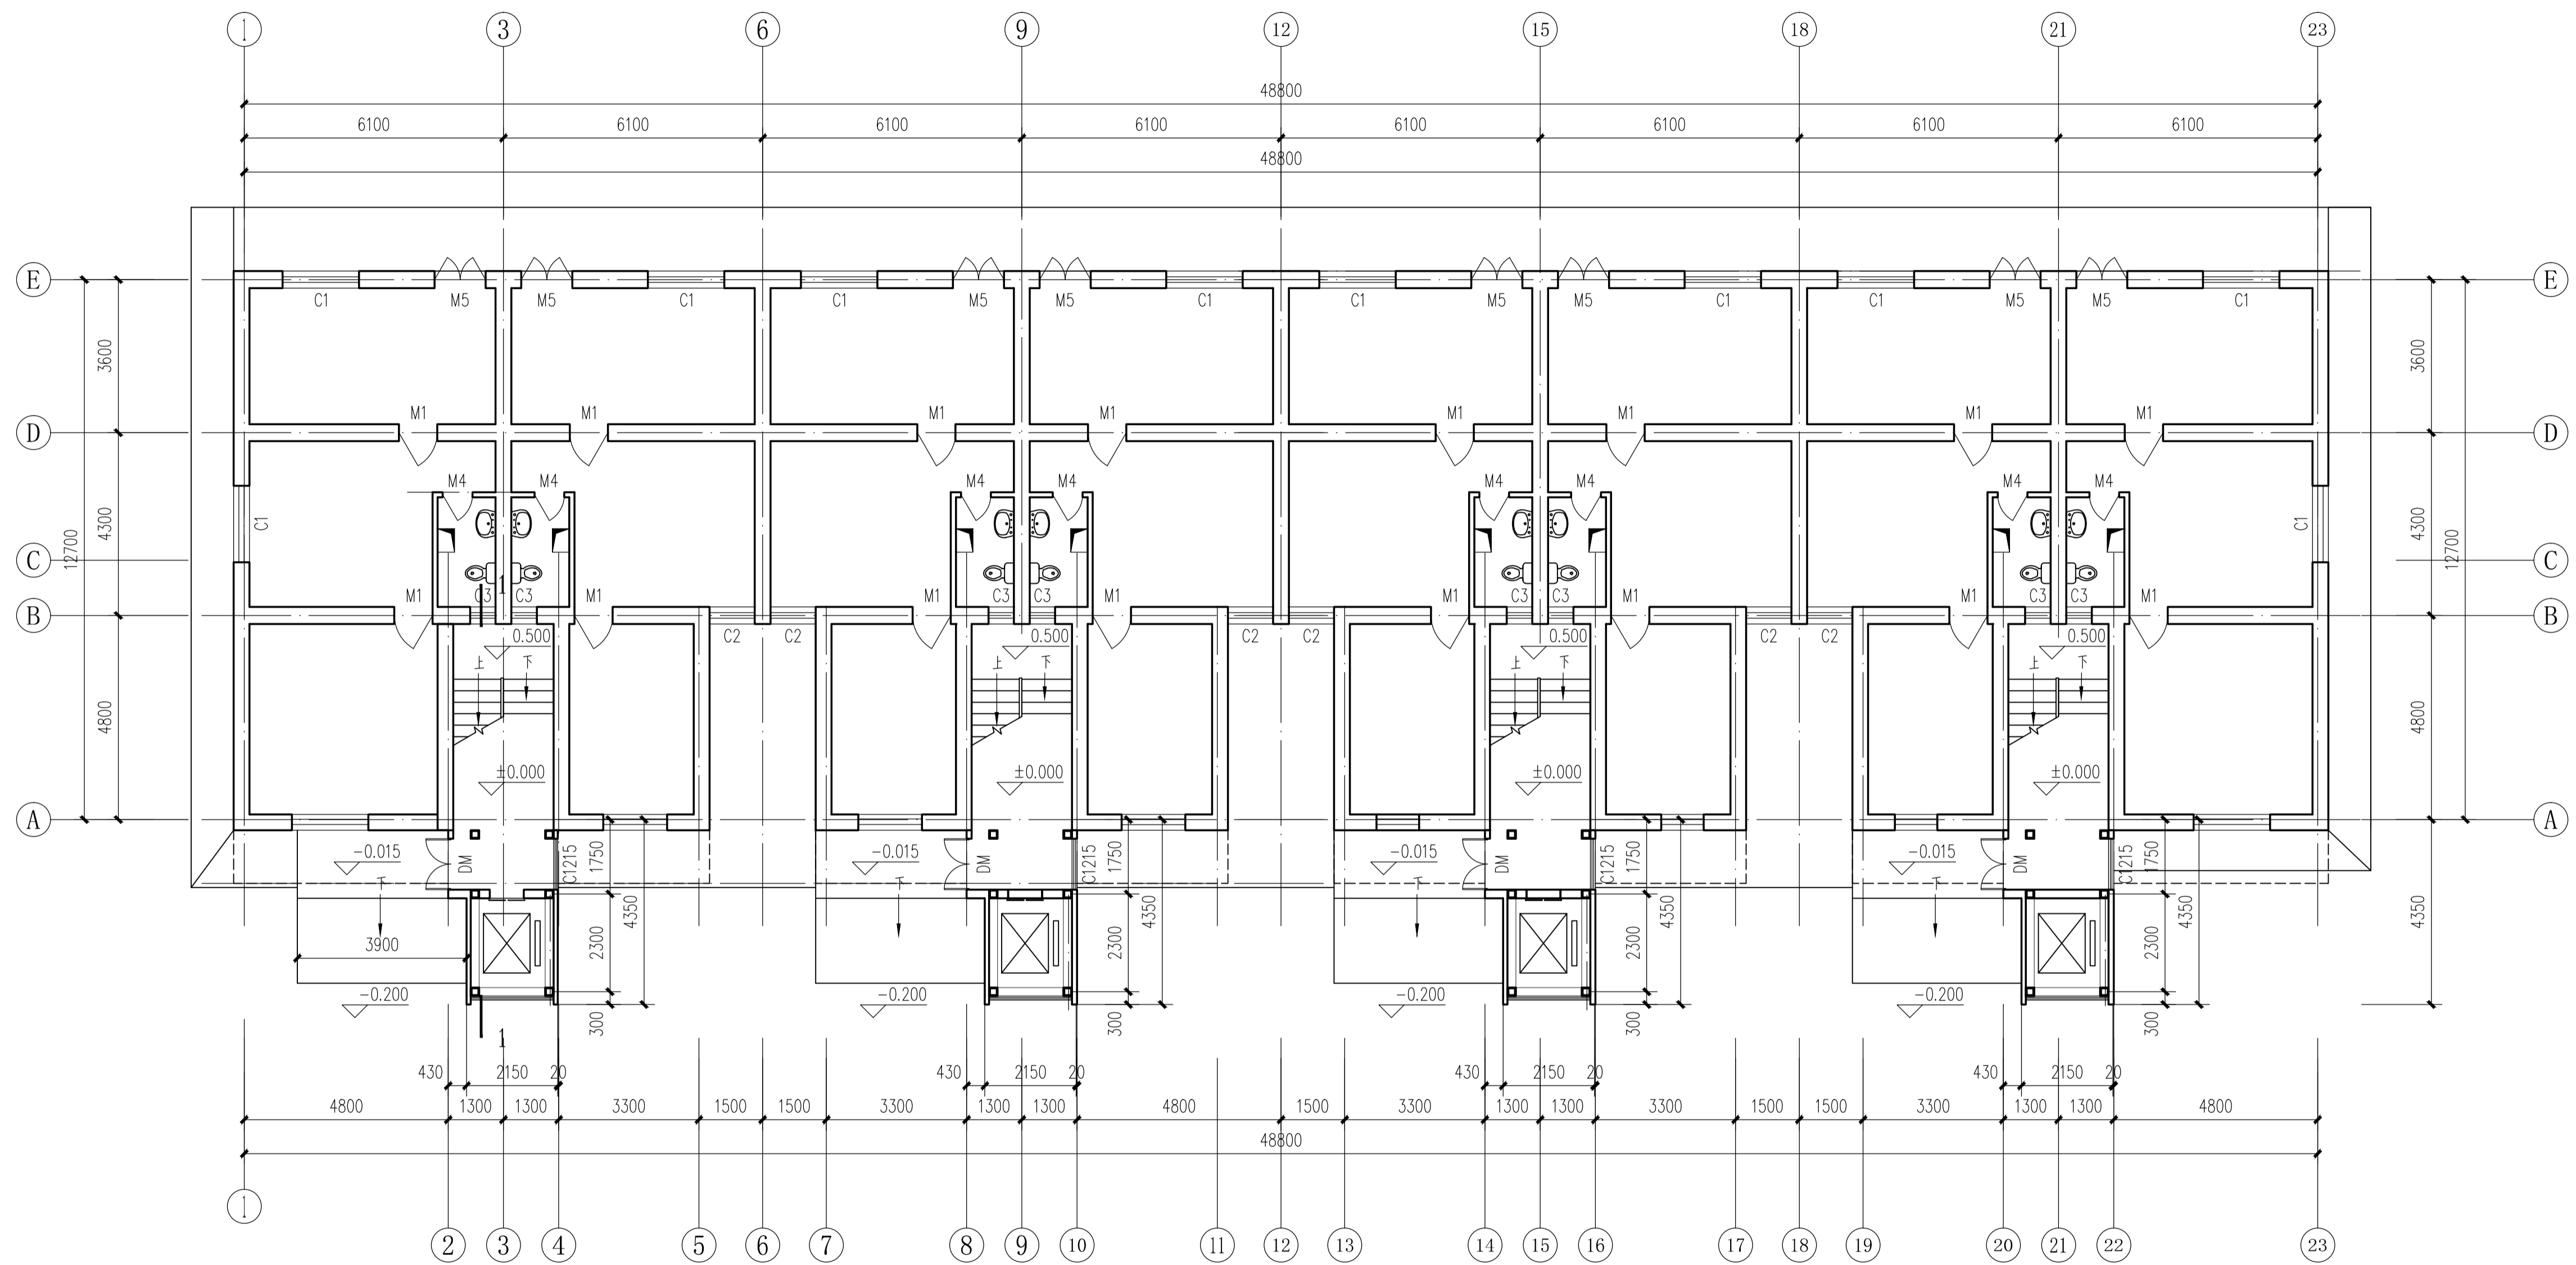 1 3 6 9 12 15 18 21 23
48800
6100 6100 6100 6100 6100 6100 6100 6100
48800
E E
C1 M5 M5 C1 C1 M5 M5 C1 C1 M5 M5 C1 C1 M5 M5 C1
3600 3600
M1 M1 M1 M1 M1 M1 M1 M1
D D
M4 M4 M4 M4 M4 M4 M4 M4
C1 C1
4300 4300
12700 12700
C C
M1 C3 1 C3 M1 M1 C3 C3 M1 M1 C3 C3 M1 M1 C3 C3 M1
B B
0.500 C2 C2 0.500 C2 C2 0.500 C2 C2 0.500
上 下 上 下 上 下 上 下
4800 4800
±0.000 ±0.000 ±0.000 ±0.000
A A
-0.015 DM C1215 1750 -0.015 DM C1215 1750 -0.015 DM C1215 1750 -0.015 DM C1215 1750
下 下 下 下
4350 4350 4350 4350 4350
3900 2300 2300 2300 2300
-0.200 -0.200 -0.200 -0.200
300 300 300 300
1
430 2150 20 430 2150 20 430 2150 20 430 2150 20
4800 1300 1300 3300 1500 1500 3300 1300 1300 4800 1500 3300 1300 1300 3300 1500 1500 3300 1300 1300 4800
48800
1 2 3 4 5 6 7 8 9 10 11 12 13 14 15 16 17 18 19 20 21 22 23